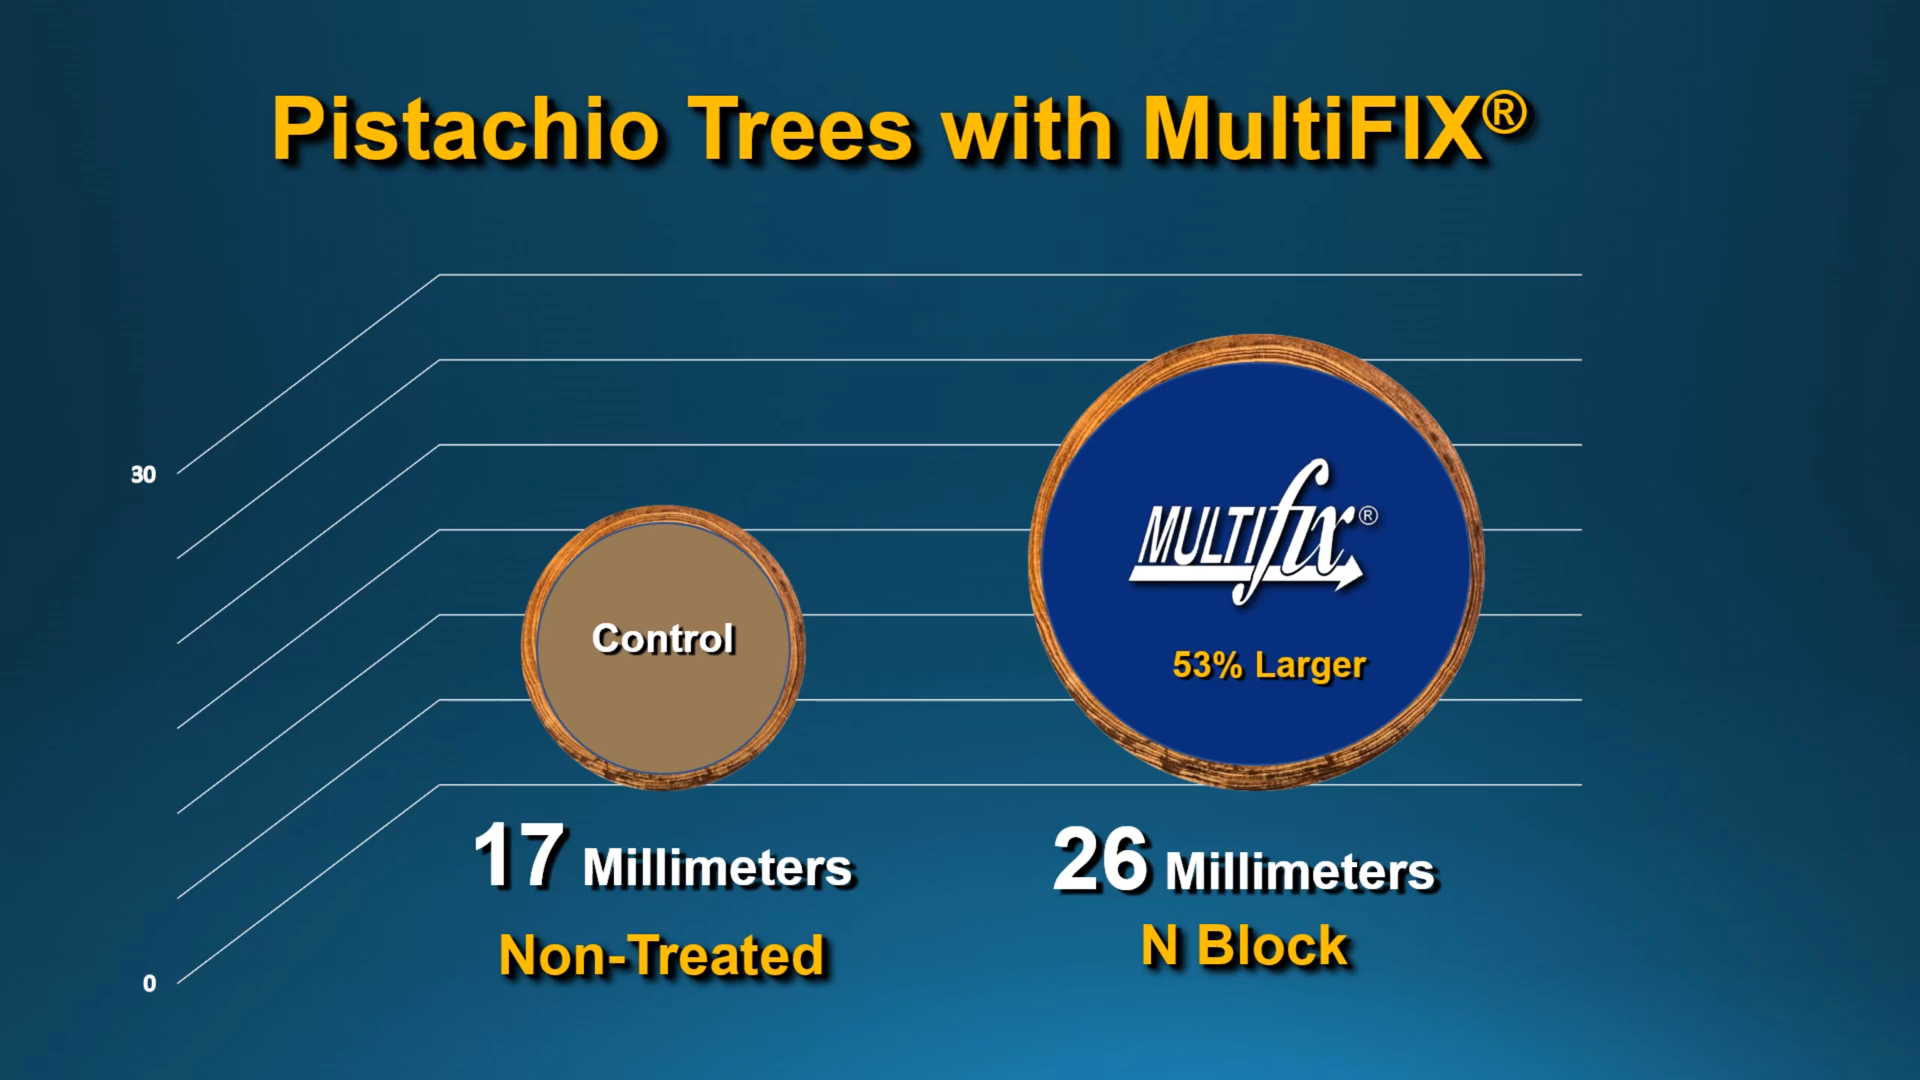 Pistachio Trees with MultiFIX®
30
0
Control
MULTIfix®
53% Larger
17 Millimeters
Non-Treated
26 Millimeters
N Block